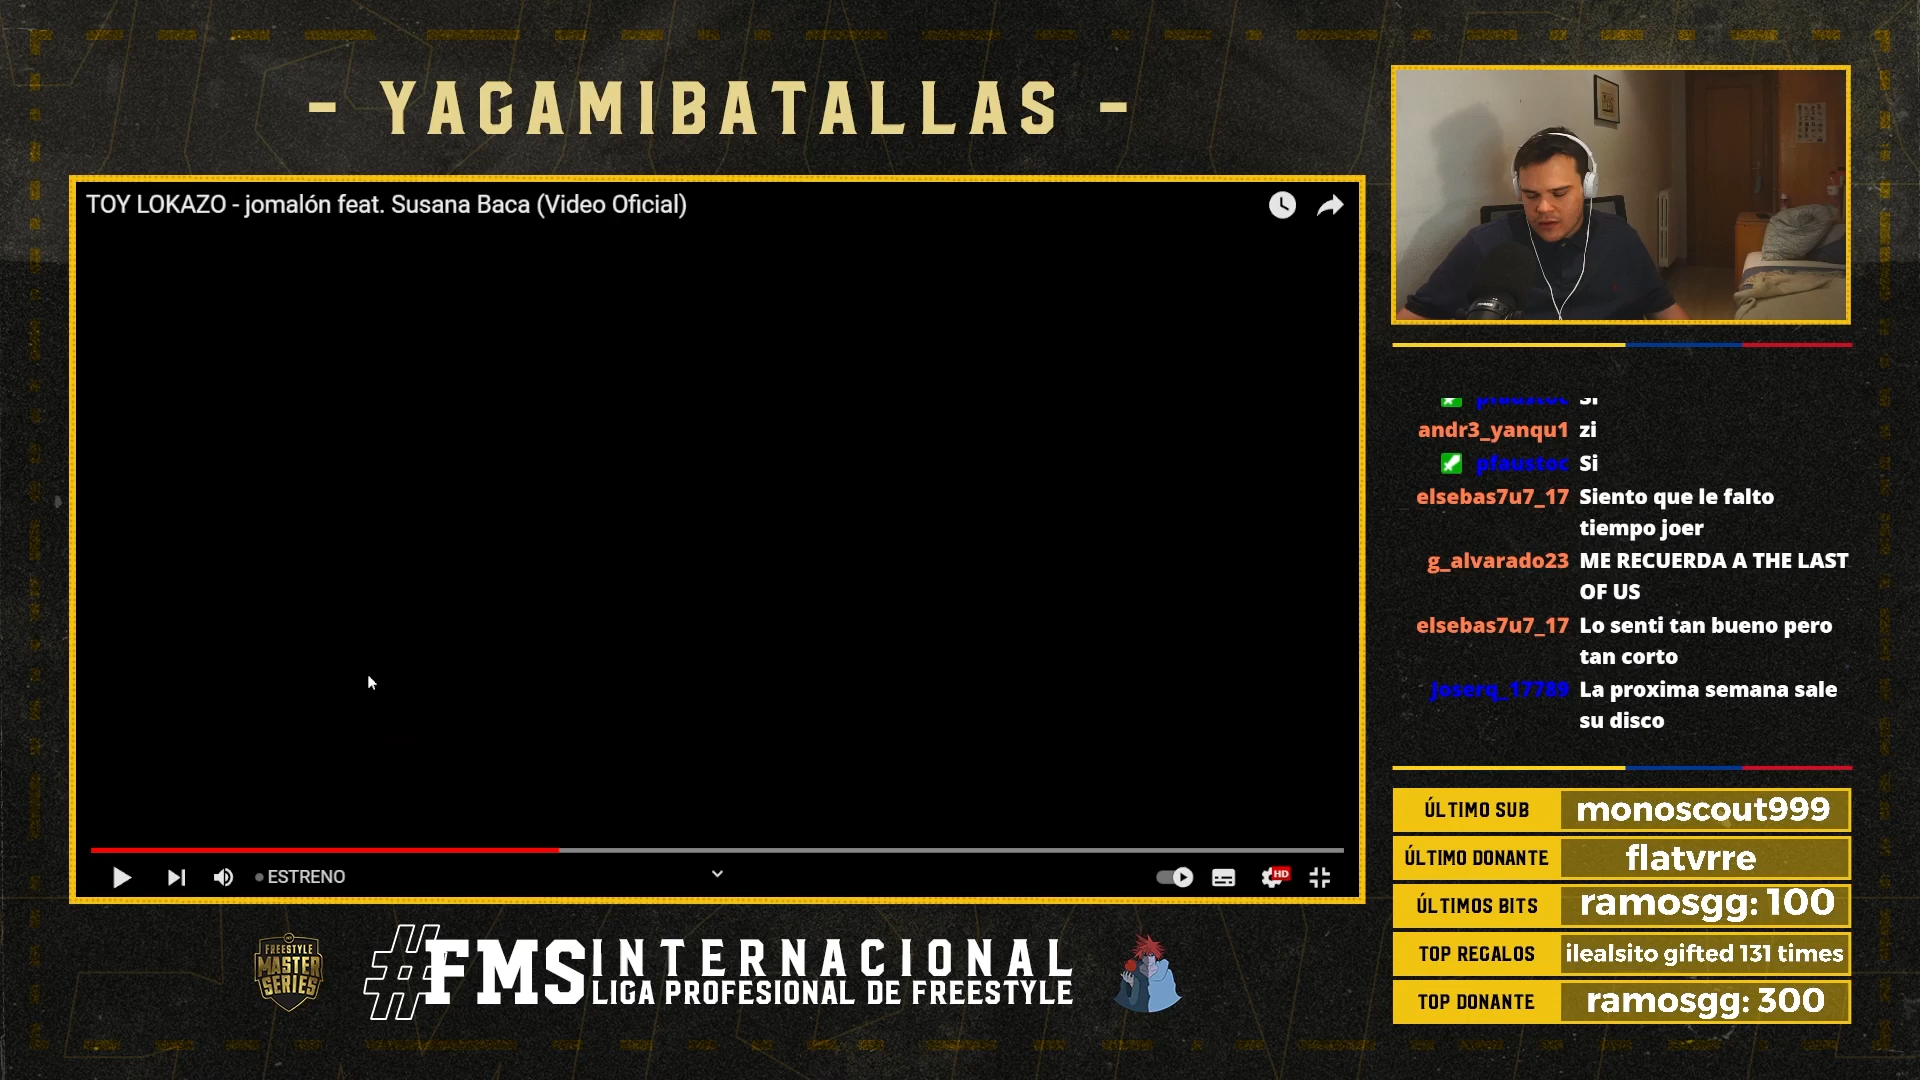 - YAGAMIBATALLAS -
TOY LOKAZO - jomalón feat. Susana Baca (Video Oficial)
ESTRENO
HD
pfaustoc Si
andr3_yanqu1 zi
pfaustoc Si
elsebas7u7_17 Siento que le falto
tiempo joer
g_alvarado23 ME RECUERDA A THE LAST
OF US
elsebas7u7_17 Lo senti tan bueno pero
tan corto
joserq_17789 La proxima semana sale
su disco
ÚLTIMO SUB monoscout999
ÚLTIMO DONANTE flatvrre
ÚLTIMOS BITS ramosgg: 100
TOP REGALOS ilealsito gifted 131 times
TOP DONANTE ramosgg: 300
FREESTYLE
MASTER
SERIES
#FMS INTERNACIONAL
LIGA PROFESIONAL DE FREESTYLE